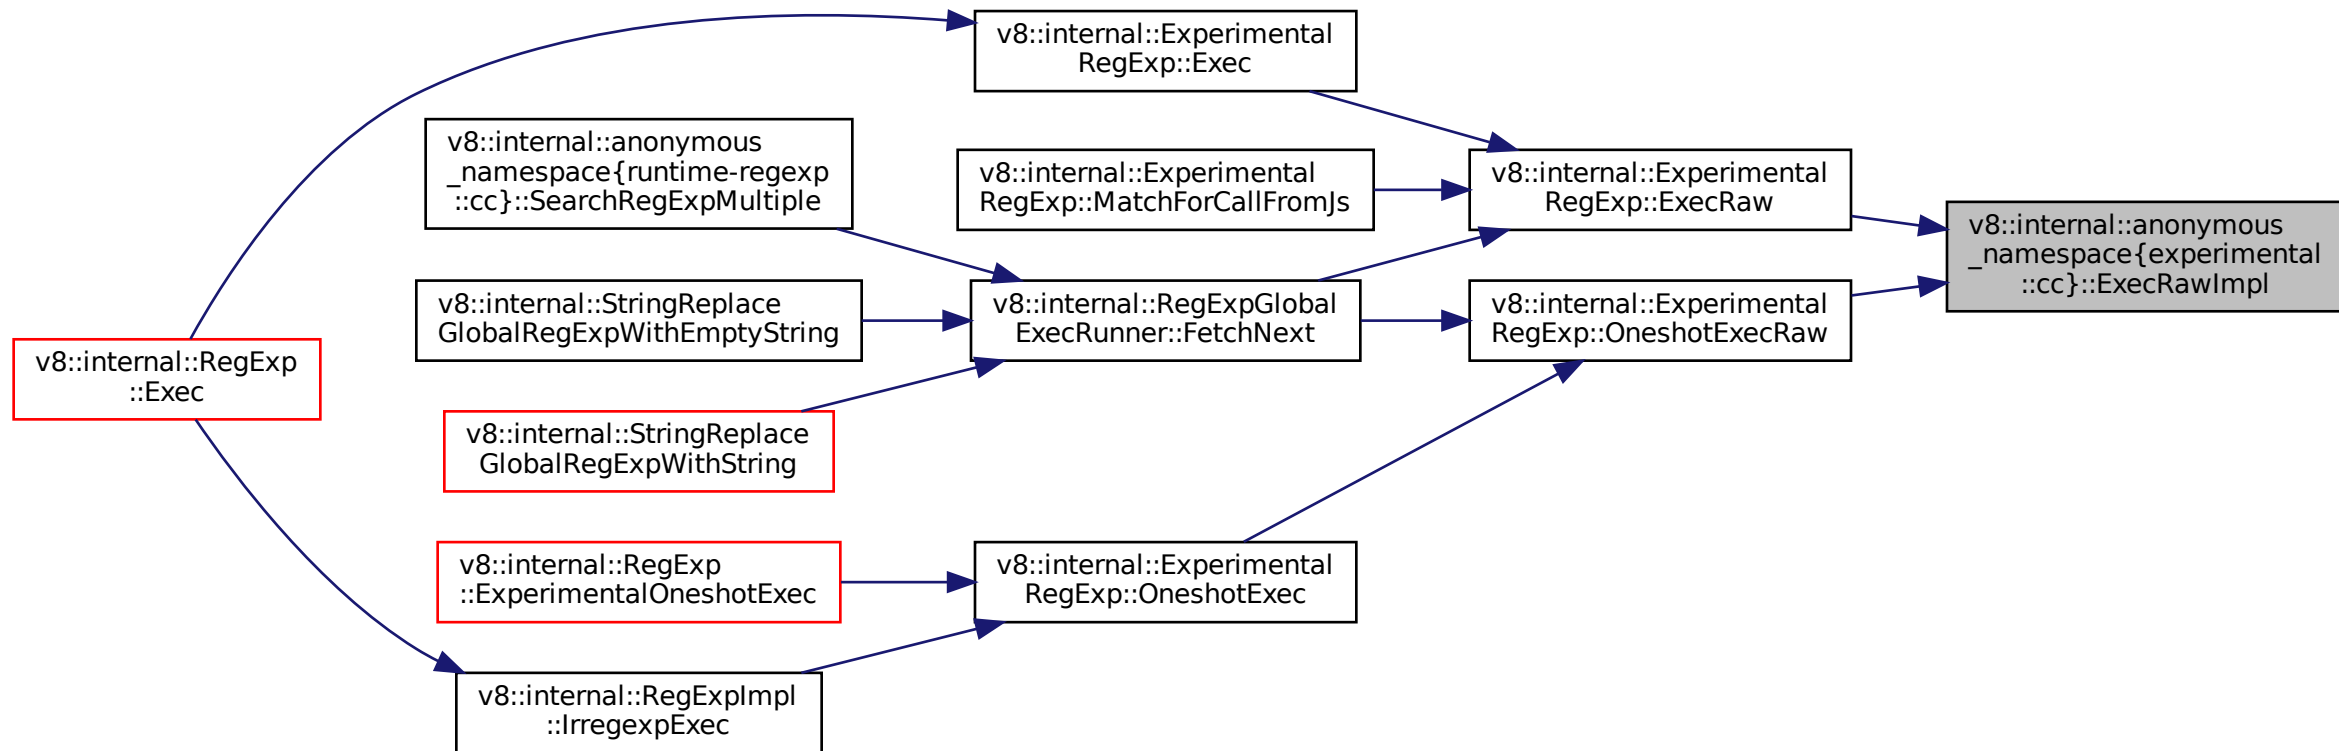 v8::internal::Experimental
RegExp::Exec
v8::internal::anonymous
_namespace{runtime-regexp
::cc}::SearchRegExpMultiple
v8::internal::Experimental
RegExp::MatchForCallFromJs
v8::internal::Experimental
RegExp::ExecRaw
v8::internal::anonymous
_namespace{experimental
::cc}::ExecRawImpl
v8::internal::StringReplace
GlobalRegExpWithEmptyString
v8::internal::RegExpGlobal
ExecRunner::FetchNext
v8::internal::Experimental
RegExp::OneshotExecRaw
v8::internal::RegExp
::Exec
v8::internal::StringReplace
GlobalRegExpWithString
v8::internal::RegExp
::ExperimentalOneshotExec
v8::internal::Experimental
RegExp::OneshotExec
v8::internal::RegExpImpl
::IrregexpExec